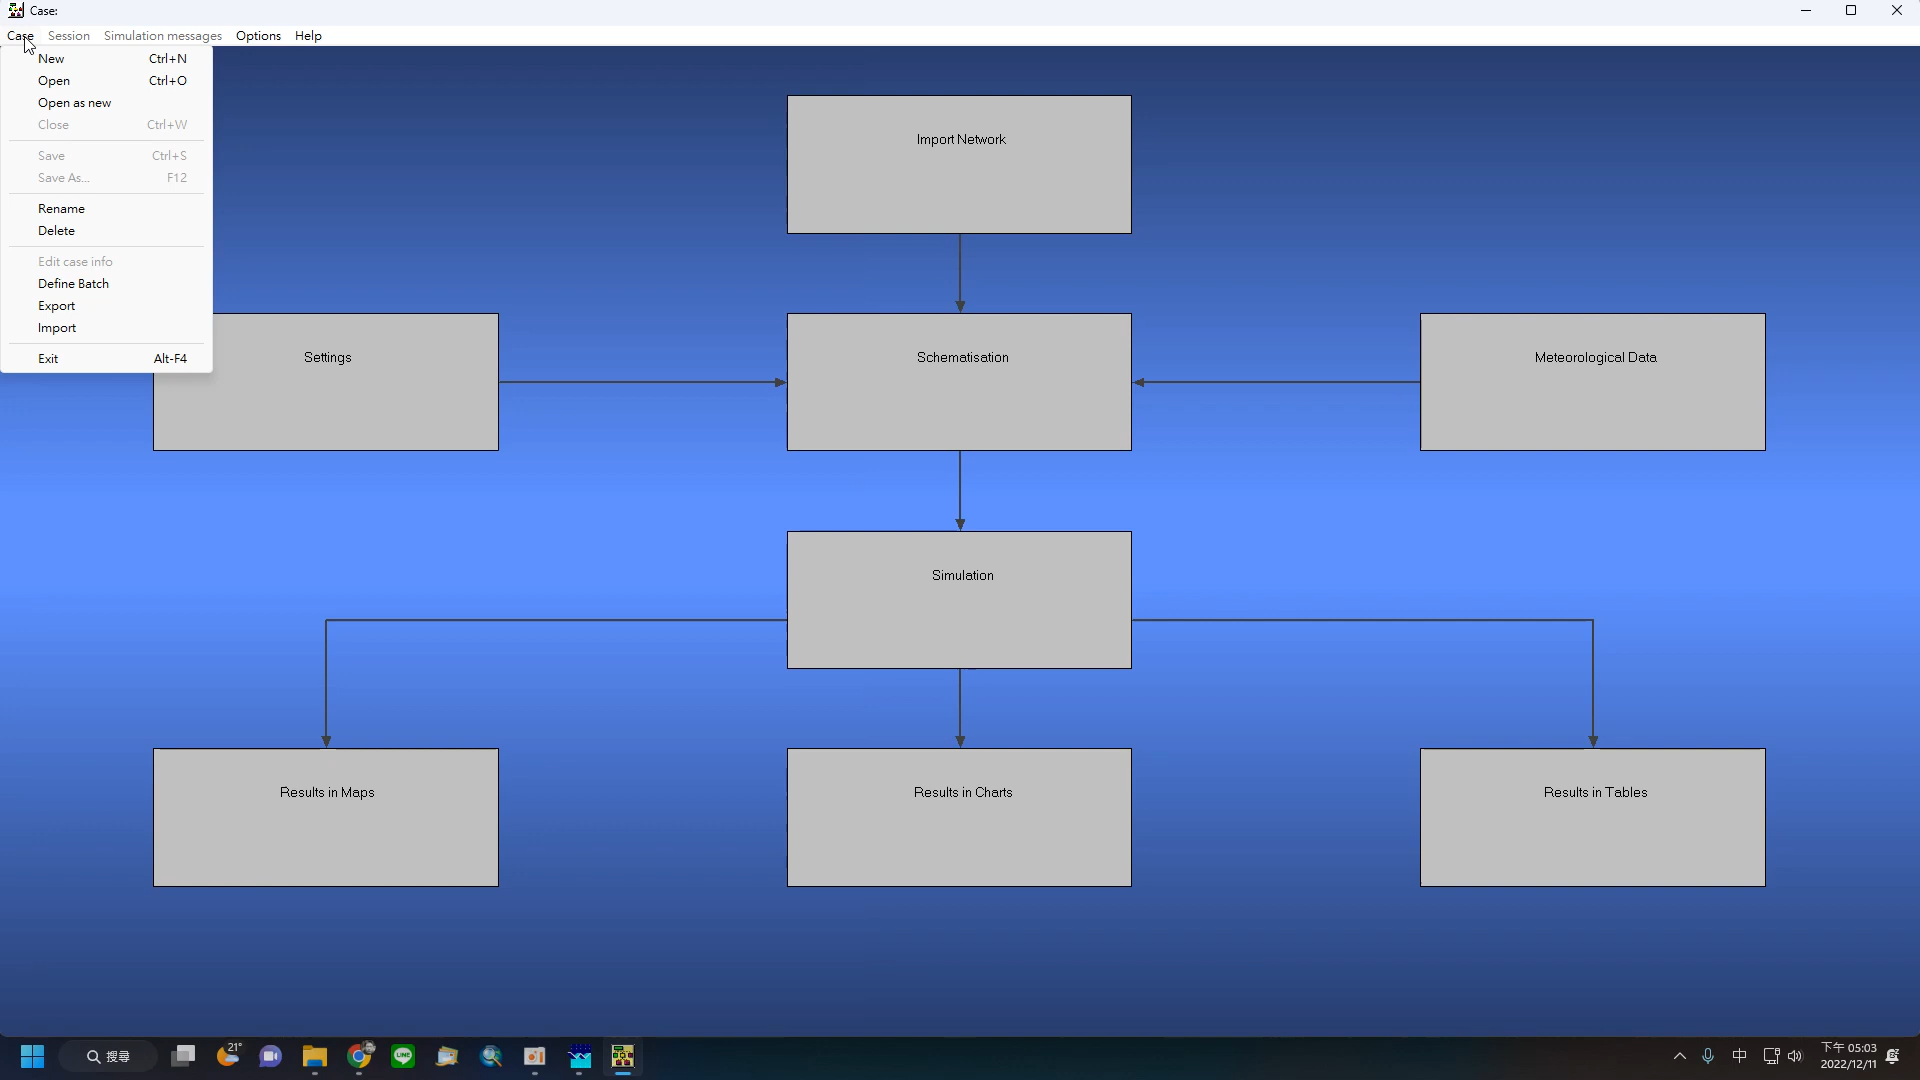 Case:
Case Session Simulation messages Options Help
New Ctrl+N
Open Ctrl+O
Open as new
Close Ctrl+W
Save Ctrl+S
Save As... F12
Rename
Delete
Edit case info
Define Batch
Export
Import
Exit Alt-F4
Import Network
Settings
Schematisation
Meteorological Data
Simulation
Results in Maps
Results in Charts
Results in Tables
搜尋
21°
LINE
中
下午 05:03
2022/12/11